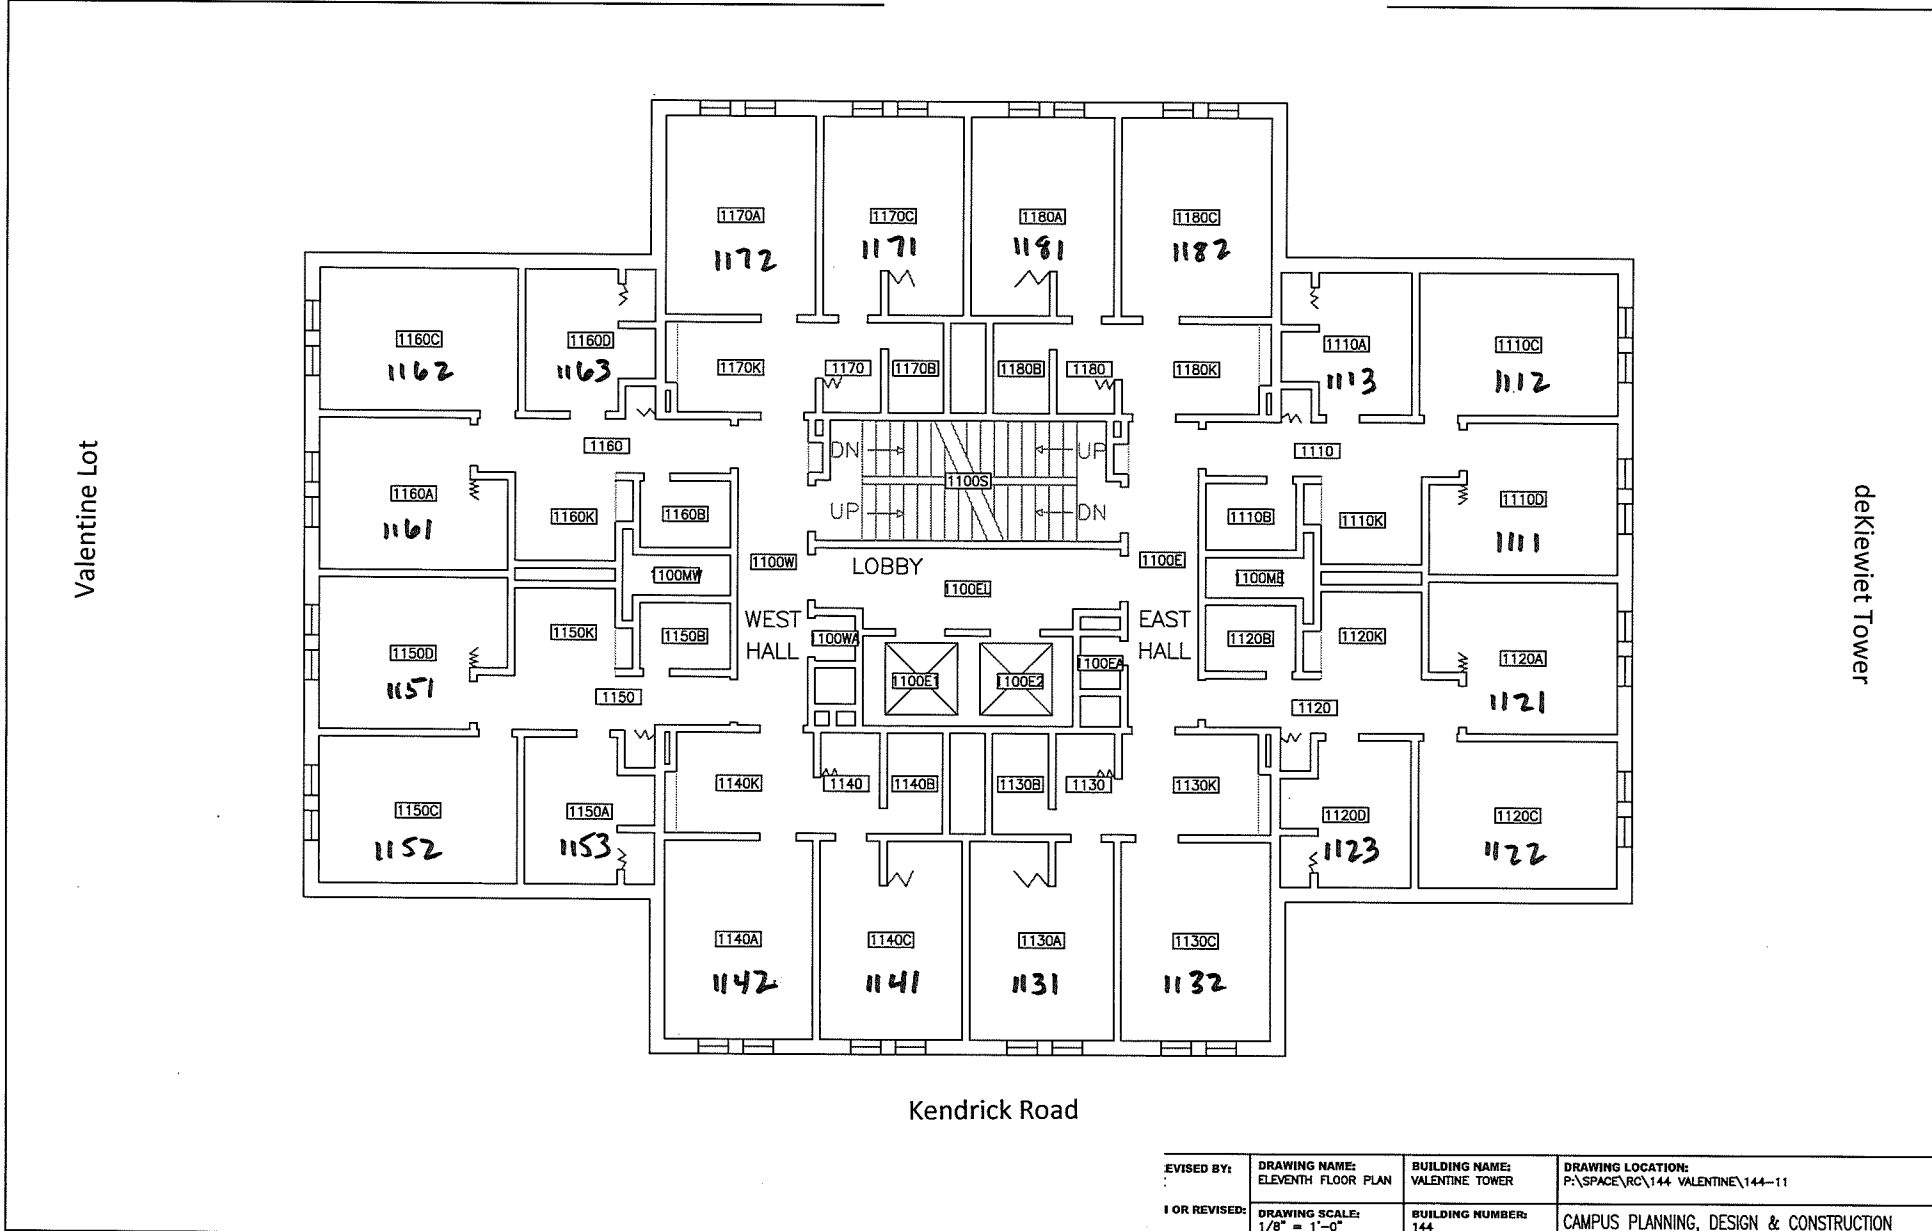 1170A
1172
1170C
1171
1180A
1181
1180C
1182
1160C
1162
1160D
1163
1170K
1170
1170B
1180B
1180
1180K
1110A
1113
1110C
1112
1160
DN
UP
1110
1160A
1161
1160K
1160B
1100S
UP
DN
1110B
1110K
1110D
1111
1100W
LOBBY
1100E
1100MW
1100EL
1100ME
Valentine Lot
deKiewiet Tower
WEST
HALL
1100WA
EAST
HALL
1150D
1151
1150K
1150B
1100E1
1100E2
1100EA
1120B
1120K
1120A
1121
1150
1120
1150C
1152
1150A
1153
1140K
1140
1140B
1130B
1130
1130K
1120D
1123
1120C
1122
1140A
1142
1140C
1141
1130A
1131
1130C
1132
Kendrick Road
EVISED BY:
DRAWING NAME:
ELEVENTH FLOOR PLAN
BUILDING NAME:
VALENTINE TOWER
DRAWING LOCATION:
P:\SPACE\RC\144 VALENTINE\144-11
OR REVISED:
DRAWING SCALE:
1/8" = 1'-0"
BUILDING NUMBER:
144
CAMPUS PLANNING, DESIGN & CONSTRUCTION